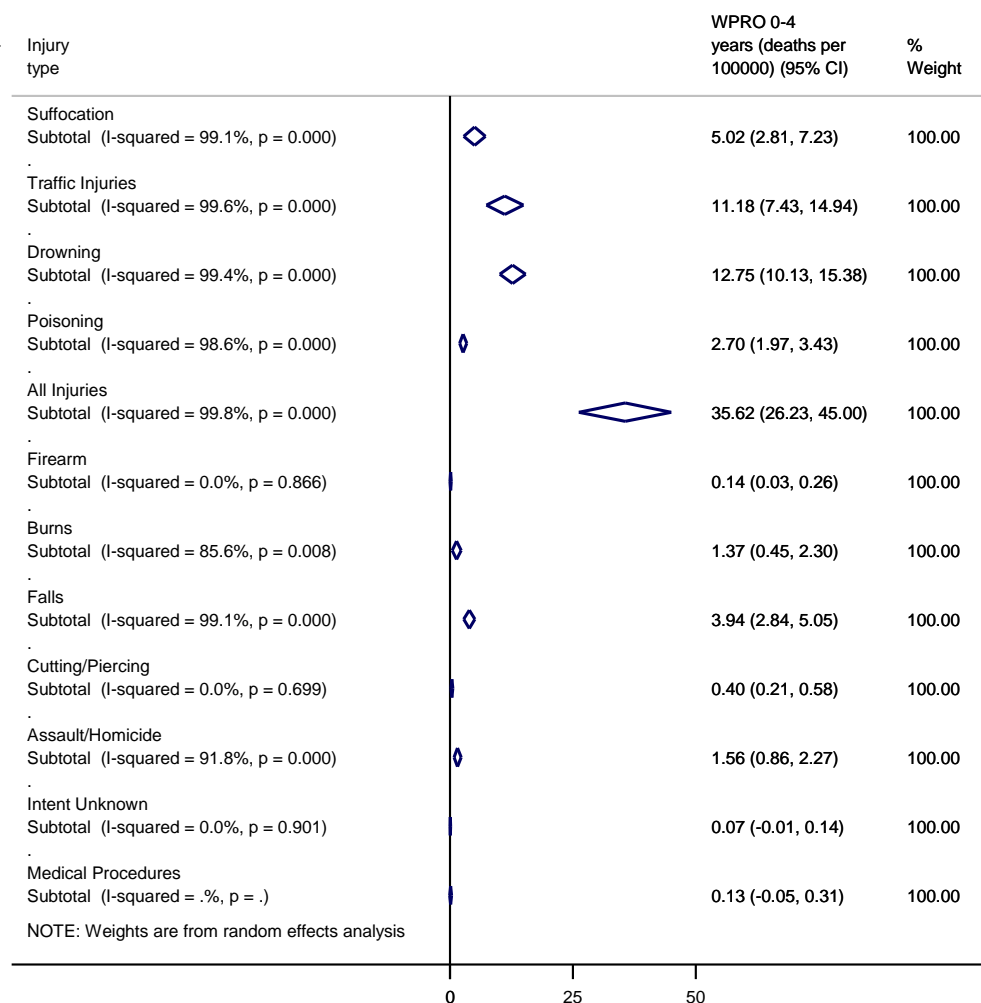 WPRO 0-4
Injury years (deaths per %
type 100000) (95% CI) Weight
Suffocation
Subtotal (I-squared = 99.1%, p = 0.000) 5.02 (2.81, 7.23) 100.00
.
Traffic Injuries
Subtotal (I-squared = 99.6%, p = 0.000) 11.18 (7.43, 14.94) 100.00
.
Drowning
Subtotal (I-squared = 99.4%, p = 0.000) 12.75 (10.13, 15.38) 100.00
.
Poisoning
Subtotal (I-squared = 98.6%, p = 0.000) 2.70 (1.97, 3.43) 100.00
.
All Injuries
Subtotal (I-squared = 99.8%, p = 0.000) 35.62 (26.23, 45.00) 100.00
.
Firearm
Subtotal (I-squared = 0.0%, p = 0.866) 0.14 (0.03, 0.26) 100.00
.
Burns
Subtotal (I-squared = 85.6%, p = 0.008) 1.37 (0.45, 2.30) 100.00
.
Falls
Subtotal (I-squared = 99.1%, p = 0.000) 3.94 (2.84, 5.05) 100.00
.
Cutting/Piercing
Subtotal (I-squared = 0.0%, p = 0.699) 0.40 (0.21, 0.58) 100.00
.
Assault/Homicide
Subtotal (I-squared = 91.8%, p = 0.000) 1.56 (0.86, 2.27) 100.00
.
Intent Unknown
Subtotal (I-squared = 0.0%, p = 0.901) 0.07 (-0.01, 0.14) 100.00
.
Medical Procedures
Subtotal (I-squared = .%, p = .) 0.13 (-0.05, 0.31) 100.00
NOTE: Weights are from random effects analysis
0 25 50